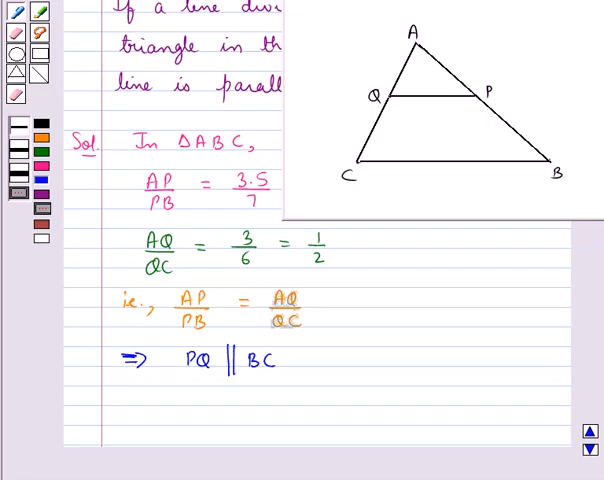 If a line divi
triangle in th
line is parall
Sol. In ΔABC,
AP/PB = 3.5/7
AQ/QC = 3/6 = 1/2
i.e., AP/PB = AQ/QC
⇒ PQ || BC
A
Q P
C B